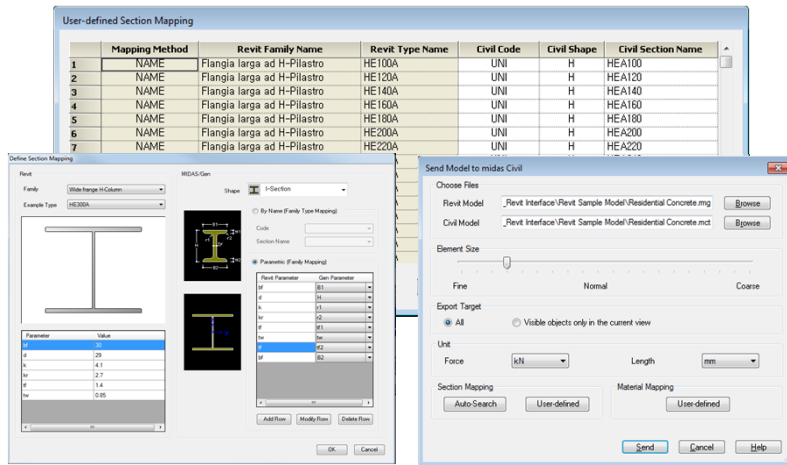 User-defined Section Mapping
Mapping Method Revit Family Name Revit Type Name Civil Code Civil Shape Civil Section Name
1 NAME Flangia larga ad H-Pilastro HE100A UNI H HEA100
2 NAME Flangia larga ad H-Pilastro HE120A UNI H HEA120
3 NAME Flangia larga ad H-Pilastro HE140A UNI H HEA140
4 NAME Flangia larga ad H-Pilastro HE160A UNI H HEA160
5 NAME Flangia larga ad H-Pilastro HE180A UNI H HEA180
6 NAME Flangia larga ad H-Pilastro HE200A UNI H HEA200
7 NAME Flangia larga ad H-Pilastro HE220A UNI H HEA220
Define Section Mapping
Revit
Family Wide frange H-Column
Example Type HE300A
Parameter Value
bf 30
d 29
k 4.1
kr 2.7
tf 1.4
tw 0.85
MIDAS/Gen
Shape I-Section
By Name (Family Type Mapping)
Code
Section Name
Parametric (Family Mapping)
Revit Parameter Gen Parameter
bf B1
d H
k r1
kr r2
tf tf1
tw tw
tf tf2
bf B2
Add Row Modify Row Delete Row
OK Cancel
B1
r1 r2
B2
Send Model to midas Civil
Choose Files
Revit Model _Revit Interface\Revit Sample Model\Residential Concrete.mrg Browse
Civil Model _Revit Interface\Revit Sample Model\Residential Concrete.mct Browse
Element Size
Fine Normal Coarse
Export Target
All Visible objects only in the current view
Unit
Force kN Length mm
Section Mapping Material Mapping
Auto-Search User-defined User-defined
Send Cancel Help